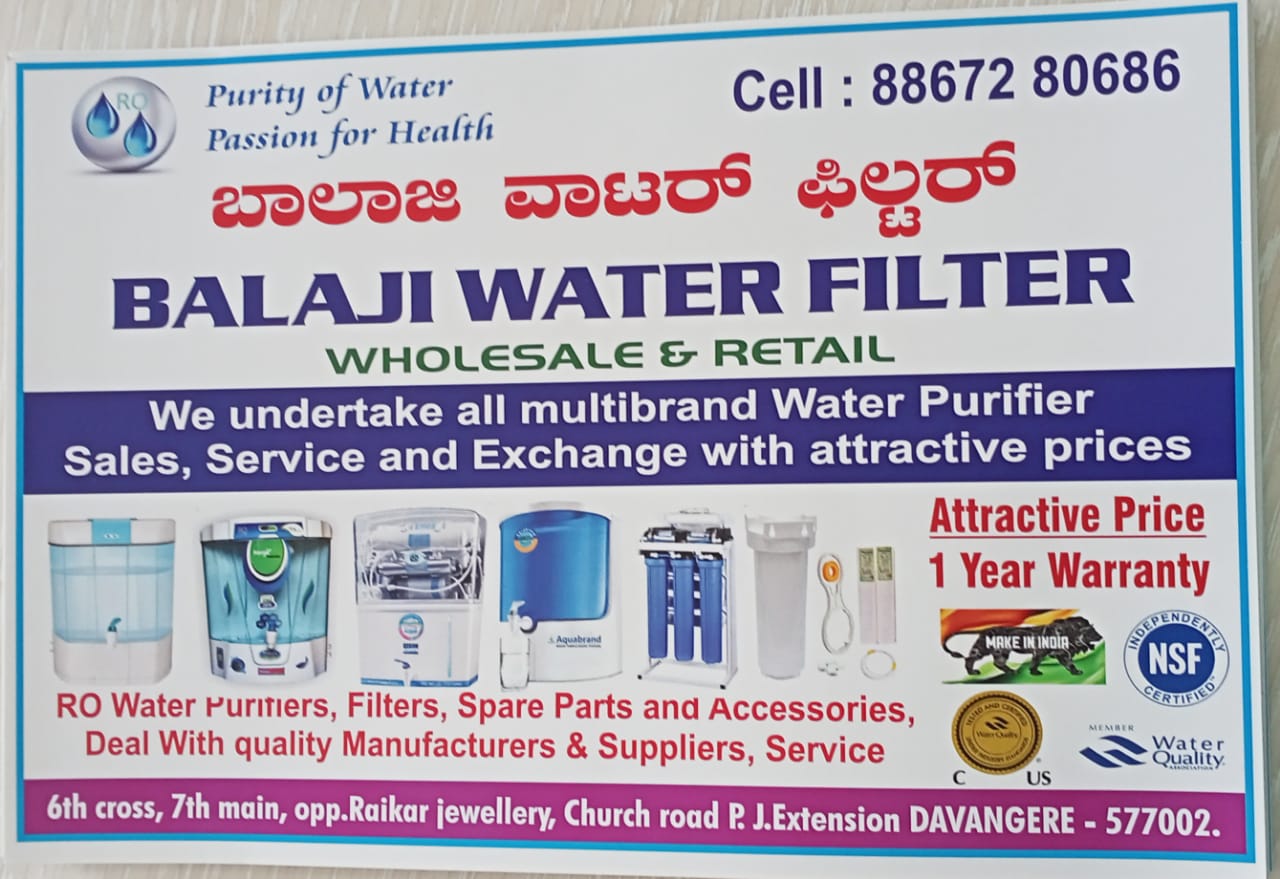 RO
Purity of Water
Passion for Health
Cell : 88672 80686
ಬಾಲಾಜಿ ವಾಟರ್ ಫಿಲ್ಟರ್
BALAJI WATER FILTER
WHOLESALE & RETAIL
We undertake all multibrand Water Purifier
Sales, Service and Exchange with attractive prices
Attractive Price
1 Year Warranty
Aquabrand
MAKE IN INDIA
INDEPENDENTLY
NSF
CERTIFIED
TESTED AND CERTIFIED
Water Quality
C US
MEMBER
Water
Quality
ASSOCIATION
RO Water Purifiers, Filters, Spare Parts and Accessories,
Deal With quality Manufacturers & Suppliers, Service
6th cross, 7th main, opp.Raikar jewellery, Church road P. J.Extension DAVANGERE - 577002.